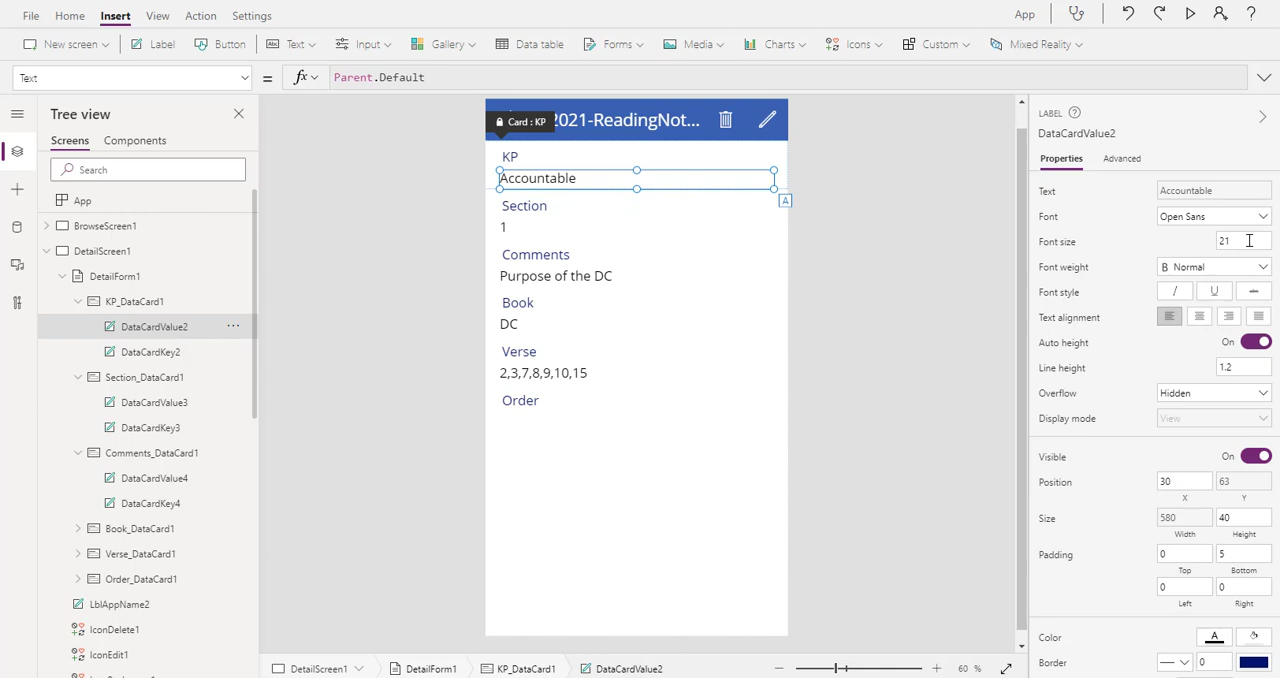 File Home Insert View Action Settings App
New screen Label Button Text Input Gallery Data table Forms Media Charts Icons Custom Mixed Reality
Text = fx Parent.Default
Tree view
Screens Components
Search
App
BrowseScreen1
DetailScreen1
DetailForm1
KP_DataCard1
DataCardValue2 ...
DataCardKey2
Section_DataCard1
DataCardValue3
DataCardKey3
Comments_DataCard1
DataCardValue4
DataCardKey4
Book_DataCard1
Verse_DataCard1
Order_DataCard1
LblAppName2
IconDelete1
IconEdit1
Card : KP
2021-ReadingNot...
KP
Accountable
A
Section
1
Comments
Purpose of the DC
Book
DC
Verse
2,3,7,8,9,10,15
Order
DetailScreen1 DetailForm1 KP_DataCard1 DataCardValue2 60 %
LABEL ?
DataCardValue2
Properties Advanced
Text Accountable
Font Open Sans
Font size 21
Font weight B Normal
Font style / U
Text alignment
Auto height On
Line height 1.2
Overflow Hidden
Display mode View
Visible On
Position 30 63
X Y
Size 580 40
Width Height
Padding 0 5
Top Bottom
0 0
Left Right
Color A
Border 0